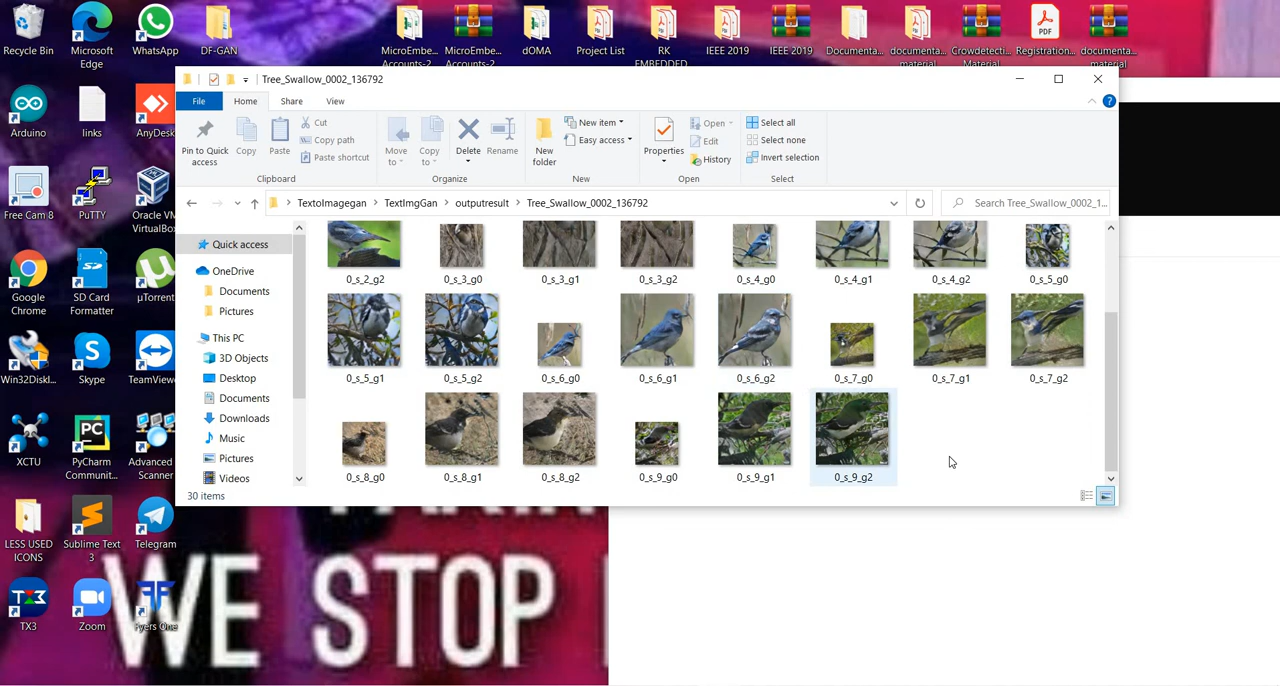 Recycle Bin
Microsoft
Edge
WhatsApp
DF-GAN
MicroEmbe...
Accounts-2
MicroEmbe...
Accounts-2
dOMA
Project List
RK
EMBEDDED
IEEE 2019
IEEE 2019
Documenta...
documenta...
material
Crowdetecti...
Material
Registration...
documenta...
material
PDF
Tree_Swallow_0002_136792
File
Home
Share
View
Pin to Quick
access
Copy
Paste
Cut
Copy path
Paste shortcut
Clipboard
Move
to
Copy
to
Delete
Rename
Organize
New
folder
New item
Easy access
New
Properties
Open
Edit
History
Open
Select all
Select none
Invert selection
Select
TextoImagegan
TextImgGan
outputresult
Tree_Swallow_0002_136792
Search Tree_Swallow_0002_1...
Quick access
OneDrive
Documents
Pictures
This PC
3D Objects
Desktop
Documents
Downloads
Music
Pictures
Videos
0_s_2_g2
0_s_3_g0
0_s_3_g1
0_s_3_g2
0_s_4_g0
0_s_4_g1
0_s_4_g2
0_s_5_g0
0_s_5_g1
0_s_5_g2
0_s_6_g0
0_s_6_g1
0_s_6_g2
0_s_7_g0
0_s_7_g1
0_s_7_g2
0_s_8_g0
0_s_8_g1
0_s_8_g2
0_s_9_g0
0_s_9_g1
0_s_9_g2
30 items
Arduino
links
AnyDesk
Free Cam 8
PuTTY
Oracle VM
VirtualBox
Google
Chrome
SD Card
Formatter
µTorrent
Win32Diskl...
Skype
TeamViewer
XCTU
PyCharm
Communit...
Advanced
Scanner
LESS USED
ICONS
Sublime Text
3
Telegram
TX3
Zoom
Fyers One
WE STOP